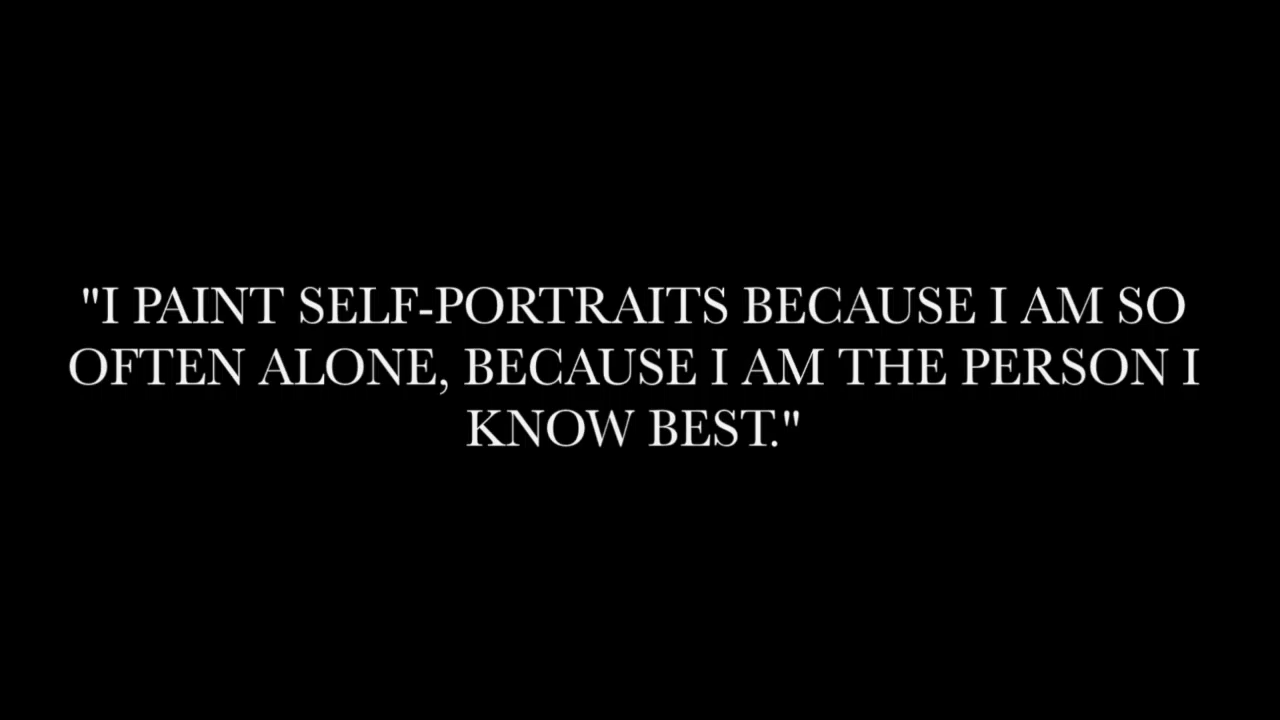 "I PAINT SELF-PORTRAITS BECAUSE I AM SO
OFTEN ALONE, BECAUSE I AM THE PERSON I
KNOW BEST."